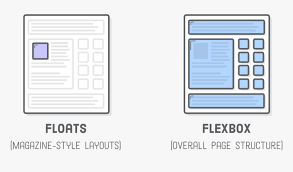 FLOATS
(MAGAZINE-STYLE LAYOUTS)
FLEXBOX
(OVERALL PAGE STRUCTURE)